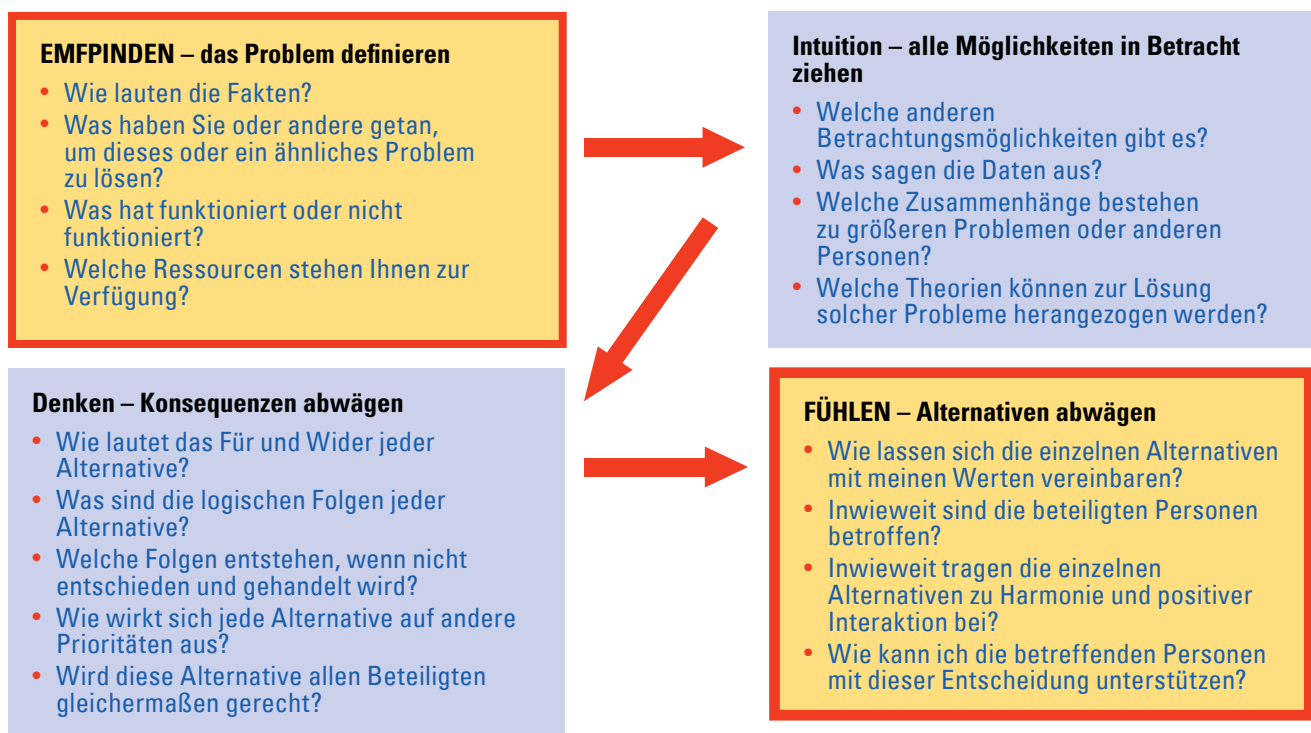 EMFPINDEN – das Problem definieren
• Wie lauten die Fakten?
• Was haben Sie oder andere getan,
um dieses oder ein ähnliches Problem
zu lösen?
• Was hat funktioniert oder nicht
funktioniert?
• Welche Ressourcen stehen Ihnen zur
Verfügung?
Intuition – alle Möglichkeiten in Betracht
ziehen
• Welche anderen
Betrachtungsmöglichkeiten gibt es?
• Was sagen die Daten aus?
• Welche Zusammenhänge bestehen
zu größeren Problemen oder anderen
Personen?
• Welche Theorien können zur Lösung
solcher Probleme herangezogen werden?
Denken – Konsequenzen abwägen
• Wie lautet das Für und Wider jeder
Alternative?
• Was sind die logischen Folgen jeder
Alternative?
• Welche Folgen entstehen, wenn nicht
entschieden und gehandelt wird?
• Wie wirkt sich jede Alternative auf andere
Prioritäten aus?
• Wird diese Alternative allen Beteiligten
gleichermaßen gerecht?
FÜHLEN – Alternativen abwägen
• Wie lassen sich die einzelnen Alternativen
mit meinen Werten vereinbaren?
• Inwieweit sind die beteiligten Personen
betroffen?
• Inwieweit tragen die einzelnen
Alternativen zu Harmonie und positiver
Interaktion bei?
• Wie kann ich die betreffenden Personen
mit dieser Entscheidung unterstützen?